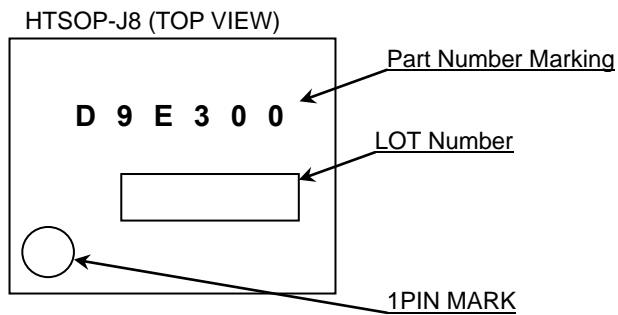 HTSOP-J8 (TOP VIEW)
Part Number Marking
D 9 E 3 0 0
LOT Number
1PIN MARK